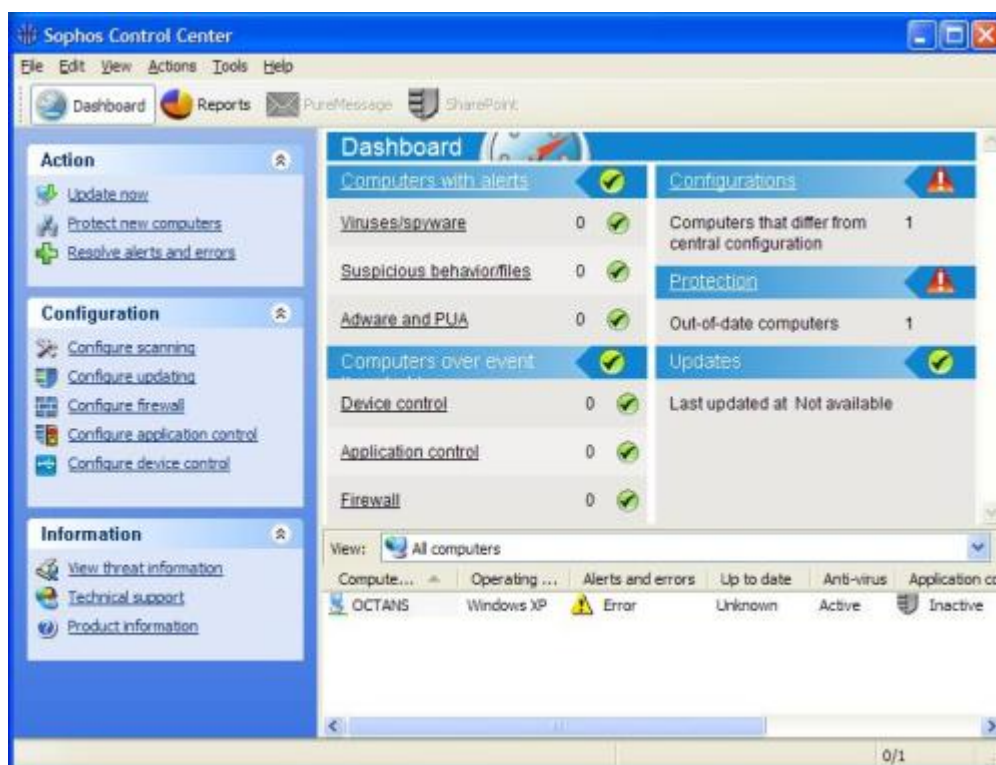 Sophos Control Center
File Edit View Actions Tools Help
Dashboard Reports PureMessage SharePoint
Action
Update now
Protect new computers
Resolve alerts and errors
Configuration
Configure scanning
Configure updating
Configure firewall
Configure application control
Configure device control
Information
View threat information
Technical support
Product information
Dashboard
Computers with alerts
Viruses/spyware 0
Suspicious behavior/files 0
Adware and PUA 0
Computers over event
Device control 0
Application control 0
Firewall 0
Configurations
Computers that differ from 1
central configuration
Protection
Out-of-date computers 1
Updates
Last updated at Not available
View: All computers
Compute... Operating ... Alerts and errors Up to date Anti-virus Application co
OCTANS Windows XP Error Unknown Active Inactive
0/1